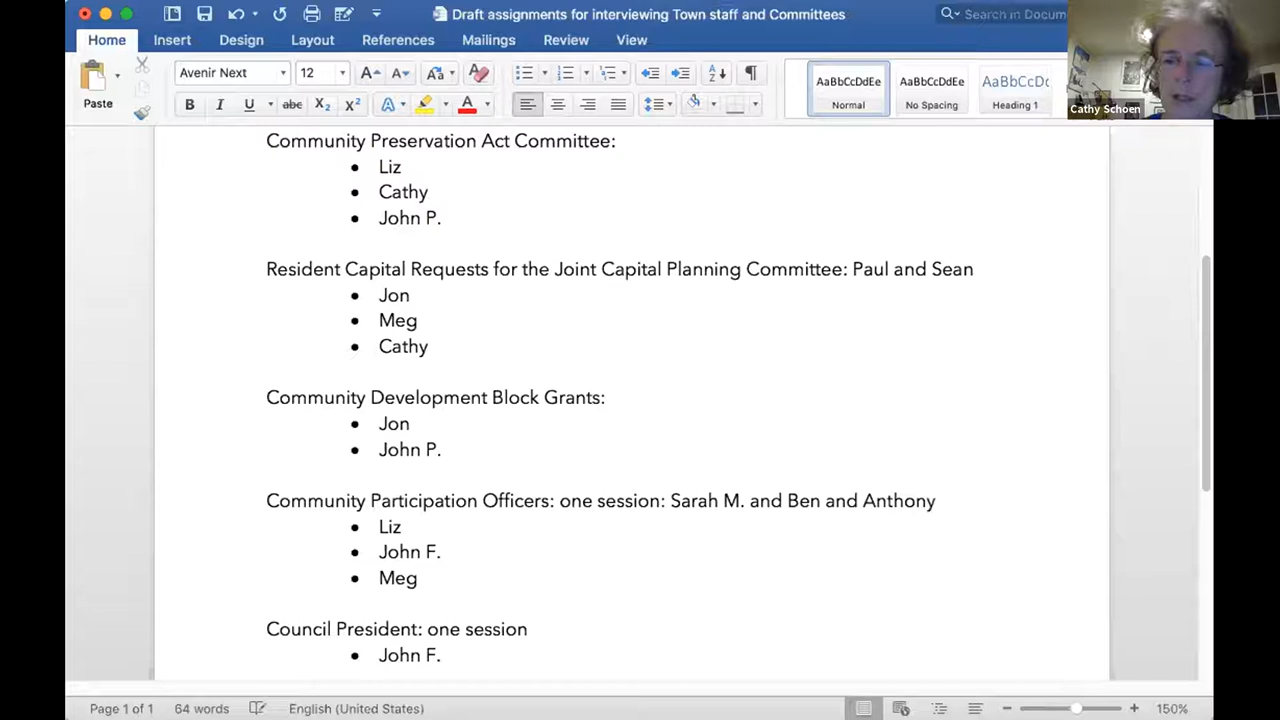 Draft assignments for interviewing Town staff and Committees
Search in Docum
Home Insert Design Layout References Mailings Review View
Paste
Avenir Next 12
AaBbCcDdEe AaBbCcDdEe AaBbCcDc
Normal No Spacing Heading 1
Cathy Schoen
Community Preservation Act Committee:
• Liz
• Cathy
• John P.
Resident Capital Requests for the Joint Capital Planning Committee: Paul and Sean
• Jon
• Meg
• Cathy
Community Development Block Grants:
• Jon
• John P.
Community Participation Officers: one session: Sarah M. and Ben and Anthony
• Liz
• John F.
• Meg
Council President: one session
• John F.
Page 1 of 1 64 words English (United States) 150%